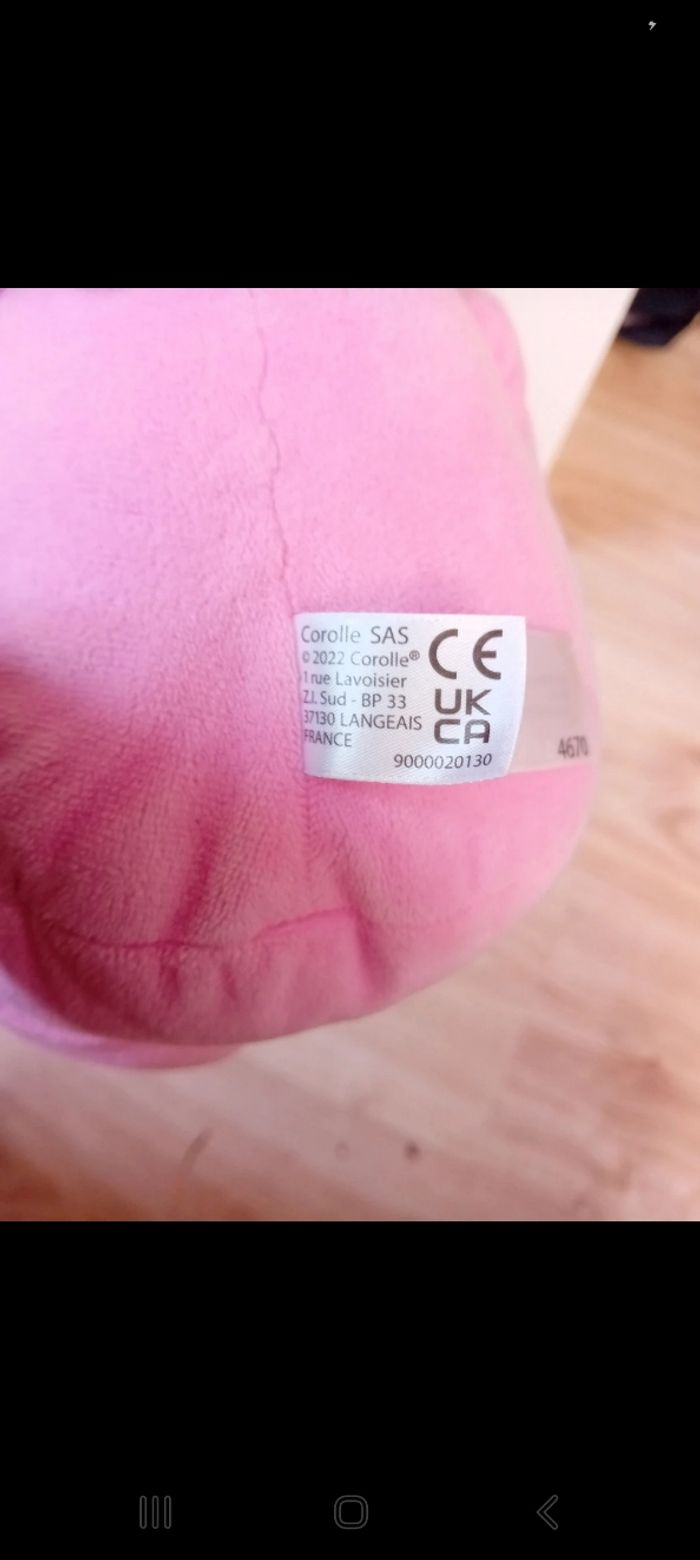 Corolle SAS
© 2022 Corolle®
1 rue Lavoisier
Z.I. Sud - BP 33
37130 LANGEAIS
FRANCE
CE
UK
CA
9000020130
4670